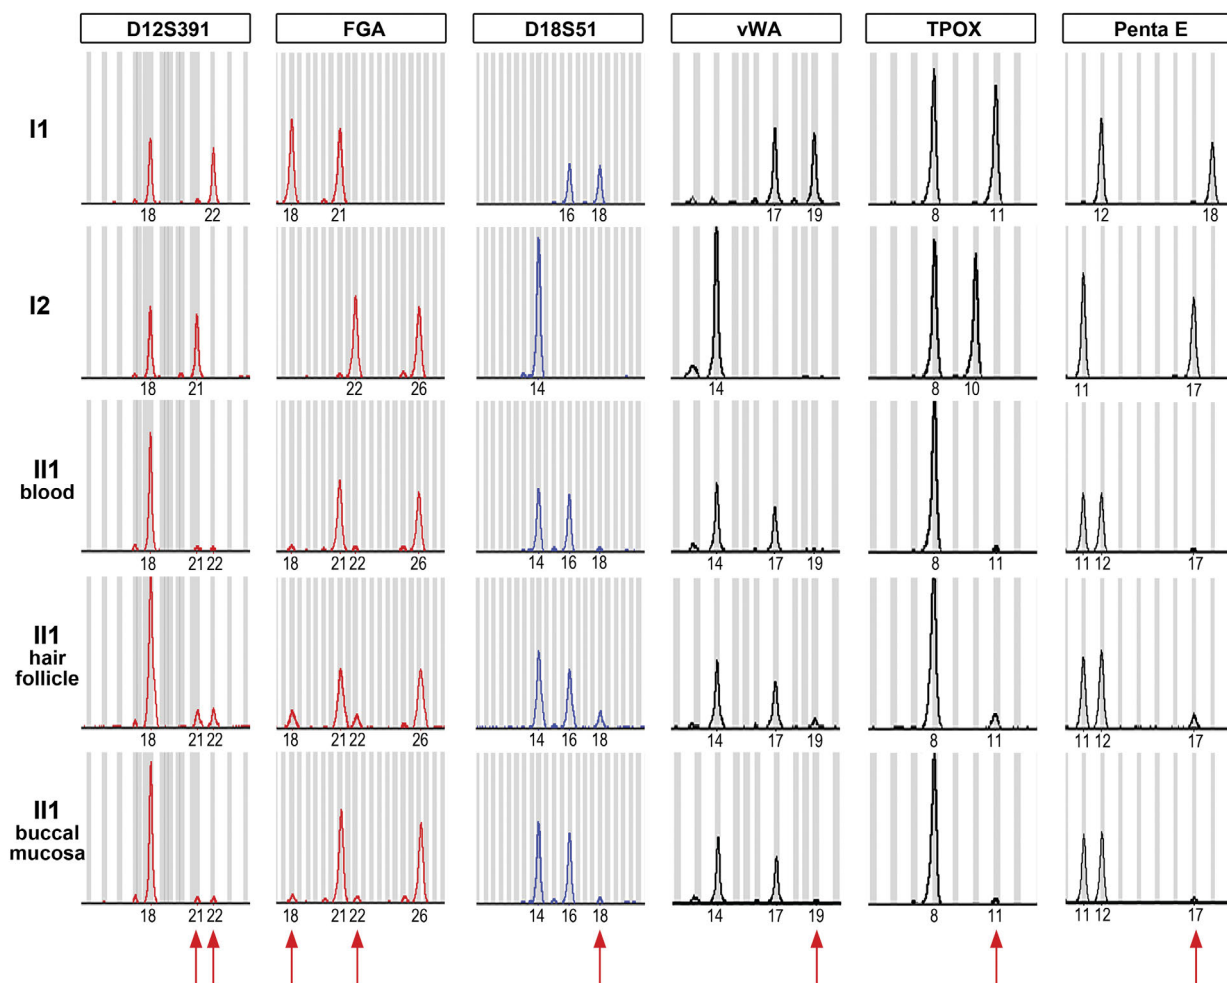 D12S391 FGA D18S51 vWA TPOX Penta E
I1
18 22 18 21 16 18 17 19 8 11 12 18
I2
18 21 22 26 14 14 8 10 11 17
II1
blood
18 21 22 18 21 22 26 14 16 18 14 17 19 8 11 11 12 17
II1
hair
follicle
18 21 22 18 21 22 26 14 16 18 14 17 19 8 11 11 12 17
II1
buccal
mucosa
18 21 22 18 21 22 26 14 16 18 14 17 19 8 11 11 12 17